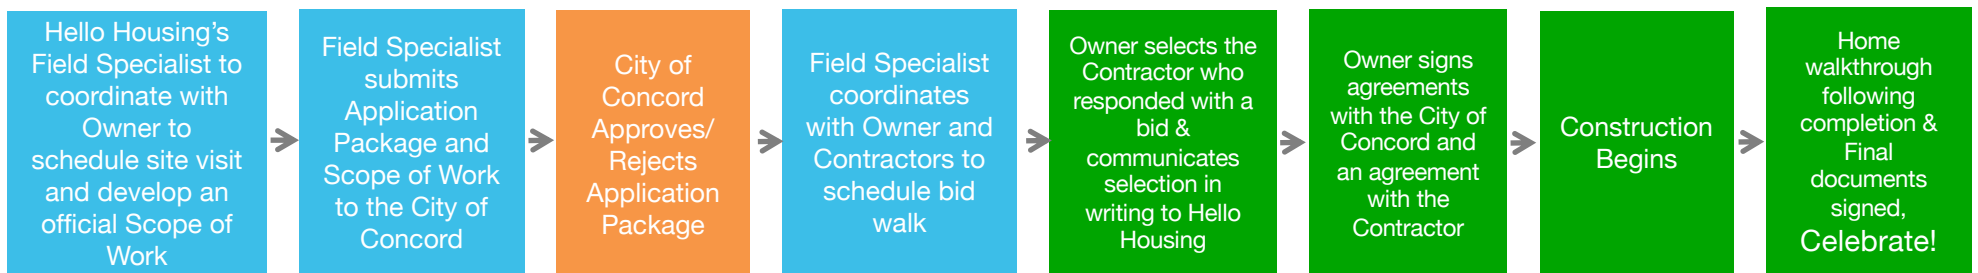 Hello Housing's
Field Specialist to
coordinate with
Owner to
schedule site visit
and develop an
official Scope of
Work
Field Specialist
submits
Application
Package and
Scope of Work
to the City of
Concord
City of
Concord
Approves/
Rejects
Application
Package
Field Specialist
coordinates
with Owner and
Contractors to
schedule bid
walk
Owner selects the
Contractor who
responded with a
bid &
communicates
selection in
writing to Hello
Housing
Owner signs
agreements
with the City of
Concord and
an agreement
with the
Contractor
Construction
Begins
Home
walkthrough
following
completion &
Final
documents
signed,
Celebrate!